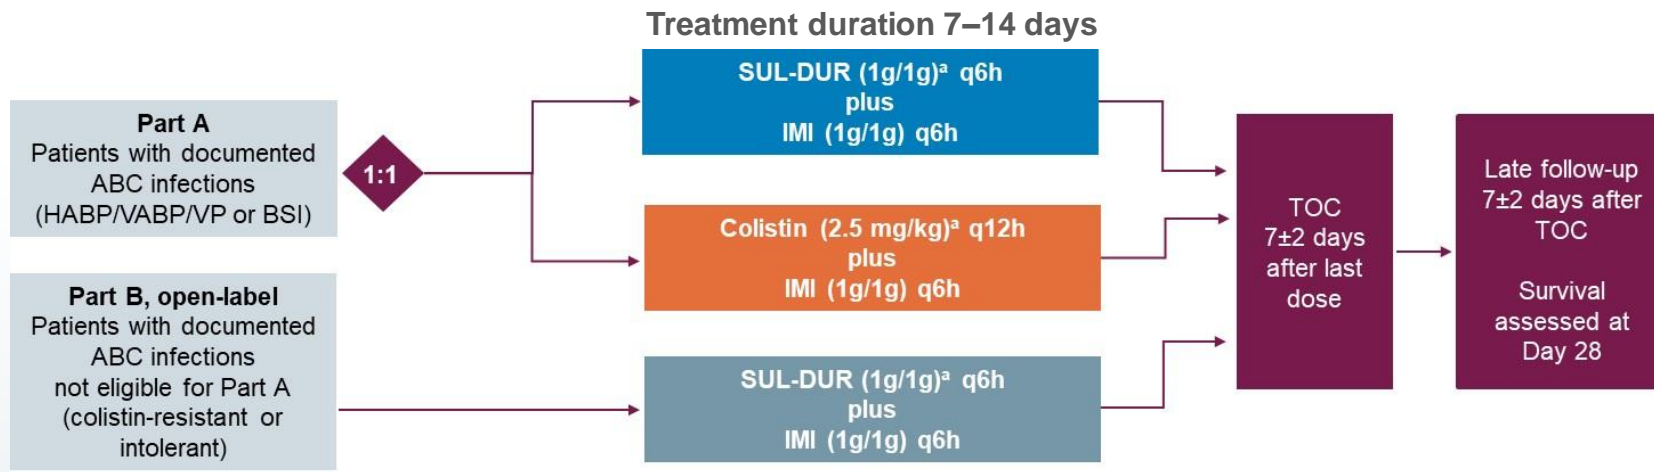 Treatment duration 7–14 days
Part A
Patients with documented
ABC infections
(HABP/VABP/VP or BSI)
1:1
Part B, open-label
Patients with documented
ABC infections
not eligible for Part A
(colistin-resistant or
intolerant)
SUL-DUR (1g/1g)ª q6h
plus
IMI (1g/1g) q6h
Colistin (2.5 mg/kg)ª q12h
plus
IMI (1g/1g) q6h
SUL-DUR (1g/1g)ª q6h
plus
IMI (1g/1g) q6h
TOC
7±2 days
after last
dose
Late follow-up
7±2 days after
TOC
Survival
assessed at
Day 28